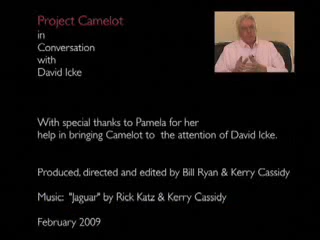 Project Camelot
in
Conversation
with
David Icke
With special thanks to Pamela for her
help in bringing Camelot to the attention of David Icke.
Produced, directed and edited by Bill Ryan & Kerry Cassidy
Music: "Jaguar" by Rick Katz & Kerry Cassidy
February 2009